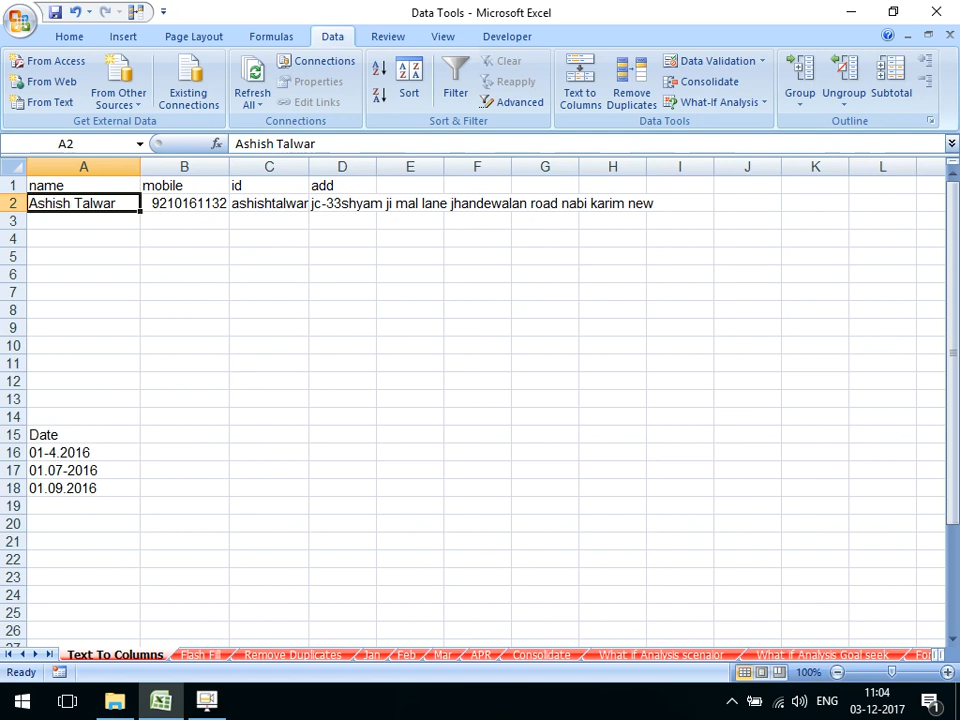 Data Tools - Microsoft Excel
Home Insert Page Layout Formulas Data Review View Developer
From Access
From Web
From Text
From Other Sources
Existing Connections
Get External Data
Refresh All
Connections
Properties
Edit Links
Connections
Sort
Filter
Clear
Reapply
Advanced
Sort & Filter
Text to Columns
Remove Duplicates
Data Validation
Consolidate
What-If Analysis
Data Tools
Group
Ungroup
Subtotal
Outline
A2 fx Ashish Talwar
A B C D E F G H I J K L
1 name mobile id add
2 Ashish Talwar 9210161132 ashishtalwar jc-33shyam ji mal lane jhandewalan road nabi karim new
3
4
5
6
7
8
9
10
11
12
13
14
15 Date
16 01-4.2016
17 01.07-2016
18 01.09.2016
19
20
21
22
23
24
25
26
27
Text To Columns Flash Fill Remove Duplicates Jan Feb Mar APR Consolidate What if Analysis scenaior What if Analysis Goal seek
Ready 100%
ENG 11:04
03-12-2017
1